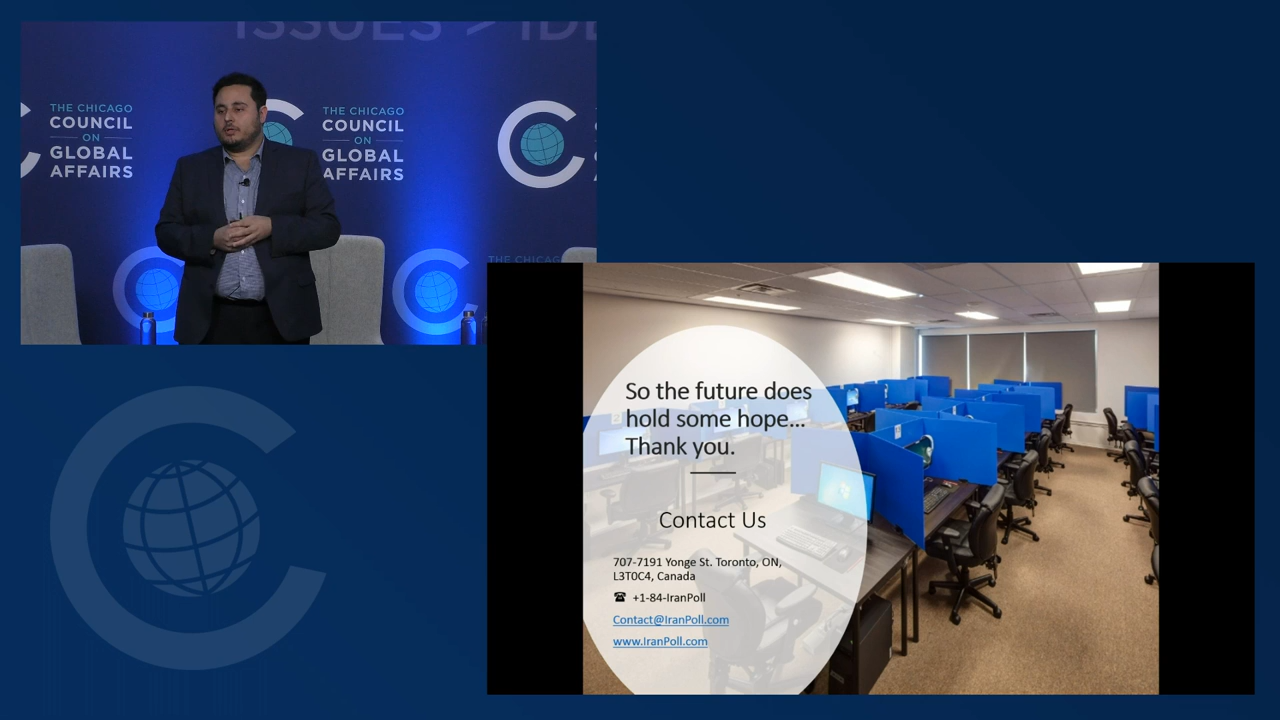 ISSUES > IDE
THE CHICAGO
COUNCIL
ON
GLOBAL
AFFAIRS
THE CHICAGO
COUNCIL
ON
GLOBAL
AFFAIRS
THE CHICAG
So the future does
hold some hope...
Thank you.
Contact Us
707-7191 Yonge St. Toronto, ON,
L3T0C4, Canada
☎ +1-84-IranPoll
Contact@IranPoll.com
www.IranPoll.com